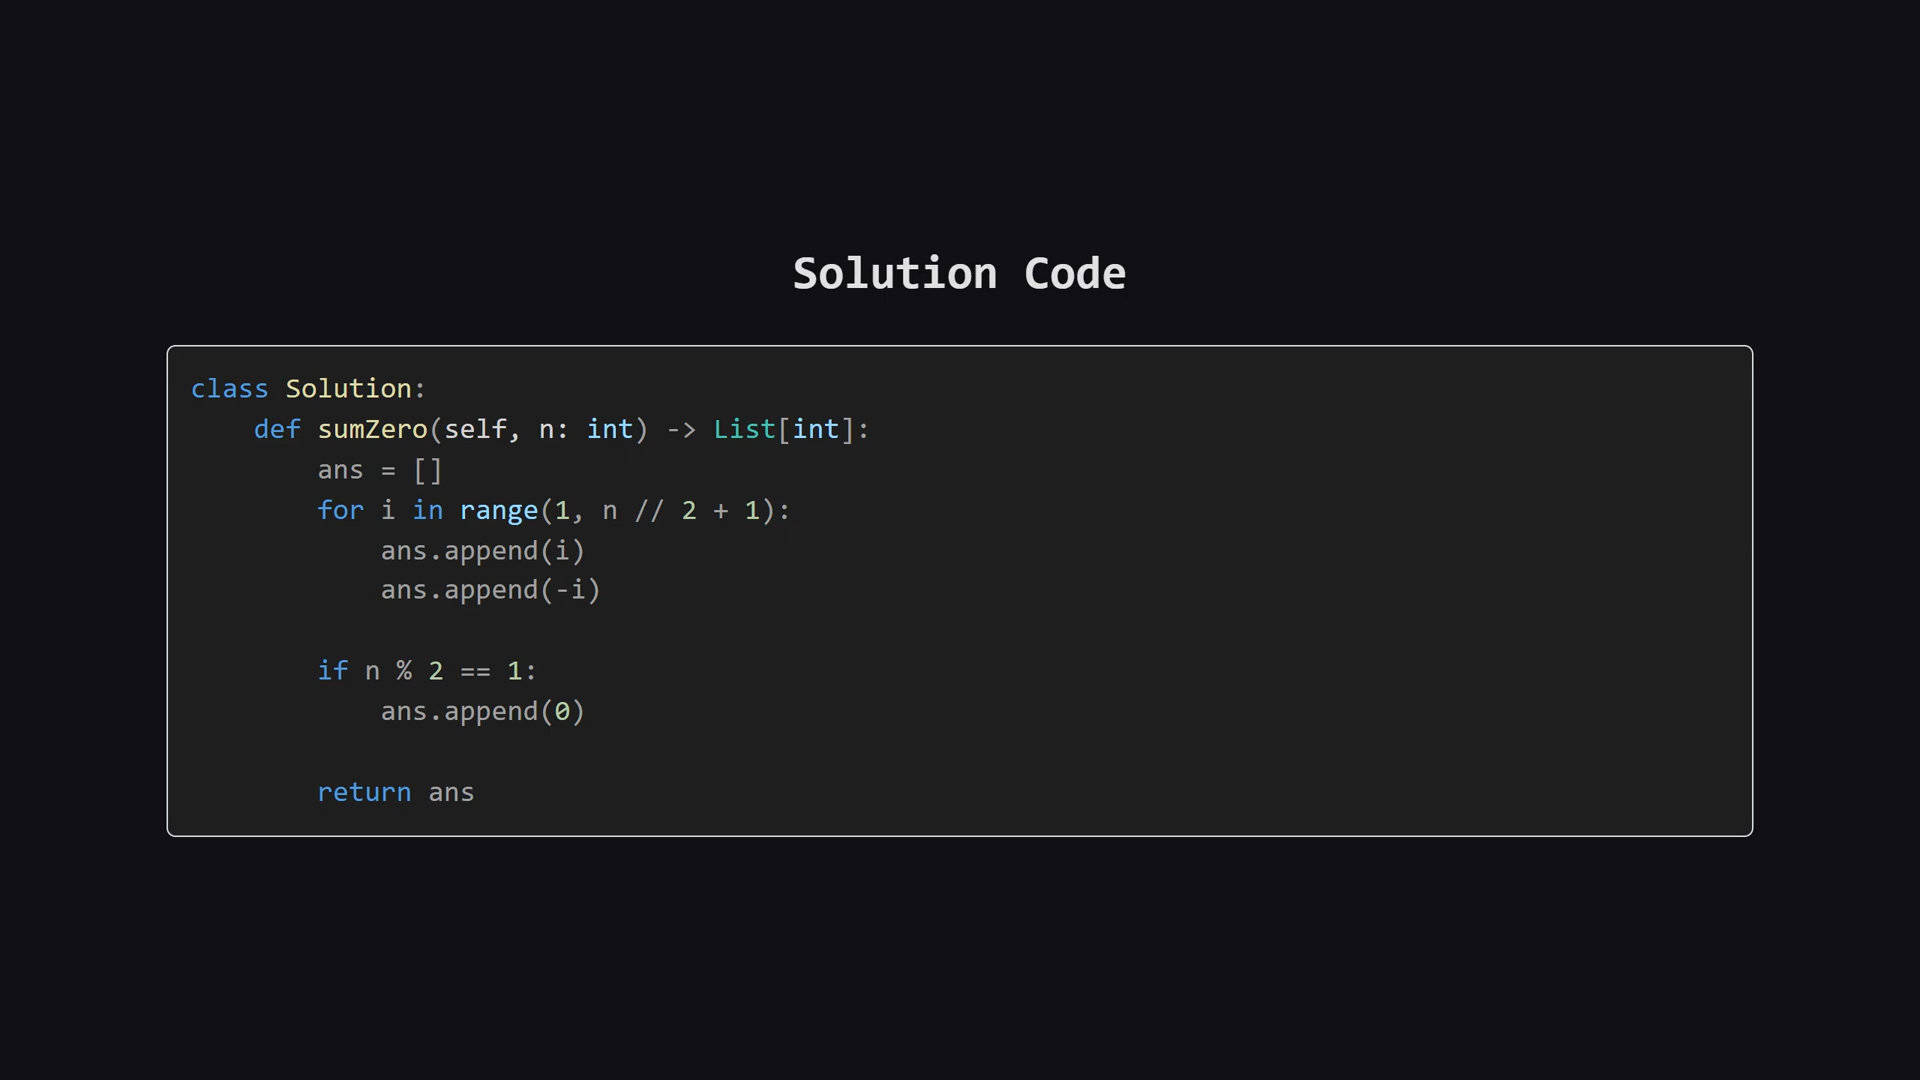 Solution Code
class Solution:
    def sumZero(self, n: int) -> List[int]:
        ans = []
        for i in range(1, n // 2 + 1):
            ans.append(i)
            ans.append(-i)
        if n % 2 == 1:
            ans.append(0)
        return ans